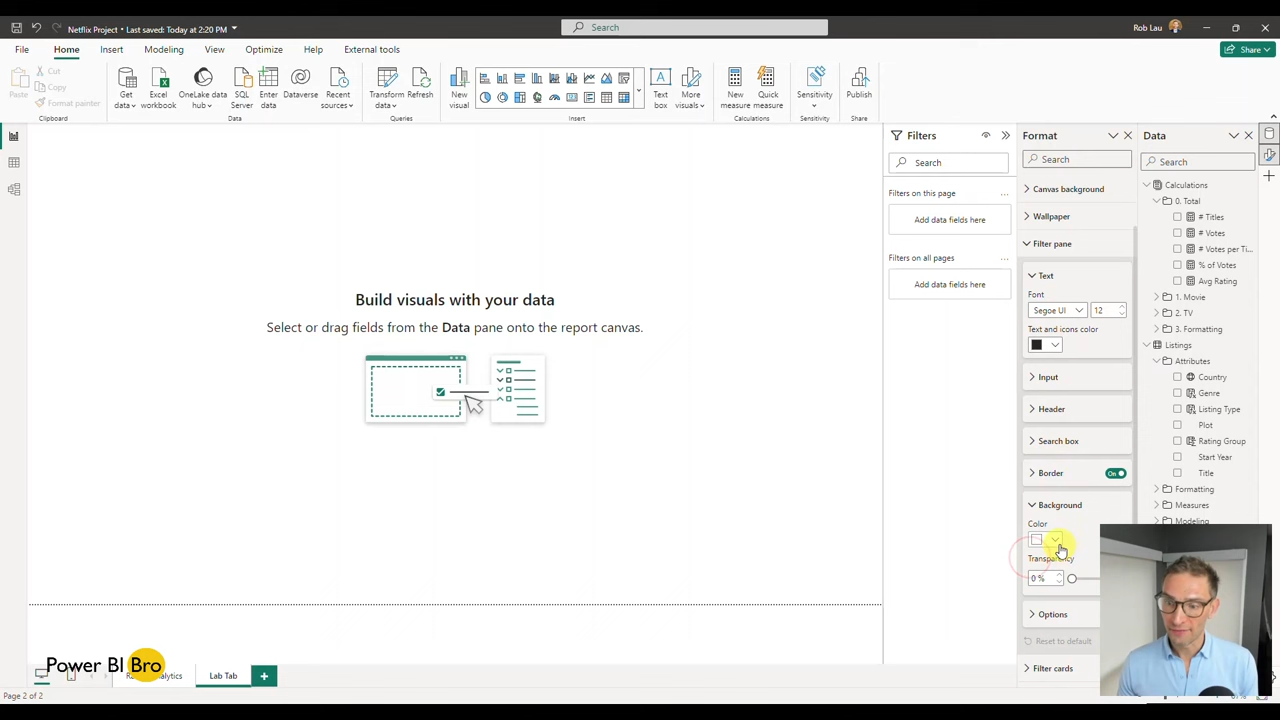 Netflix Project • Last saved: Today at 2:20 PM
Search
Rob Lau
File Home Insert Modeling View Optimize Help External tools
Share
Paste
Cut
Copy
Format painter
Clipboard
Get data
Excel workbook
OneLake data hub
SQL Server
Enter data
Dataverse
Recent sources
Data
Transform data
Refresh
Queries
New visual
Text box
More visuals
Insert
New measure
Quick measure
Calculations
Sensitivity
Sensitivity
Publish
Share
Build visuals with your data
Select or drag fields from the Data pane onto the report canvas.
Filters
Search
Filters on this page
...
Add data fields here
Filters on all pages
...
Add data fields here
Format
Search
Canvas background
Wallpaper
Filter pane
Text
Font
Segoe UI
12
Text and icons color
Input
Header
Search box
Border
On
Background
Color
Transparency
0 %
Options
Reset to default
Filter cards
Data
Search
Calculations
0. Total
# Titles
# Votes
# Votes per Ti...
% of Votes
Avg Rating
1. Movie
2. TV
3. Formatting
Listings
Attributes
Country
Genre
Listing Type
Plot
Rating Group
Start Year
Title
Formatting
Measures
Modeling
Power BI Bro
alytics
Lab Tab
+
Page 2 of 2